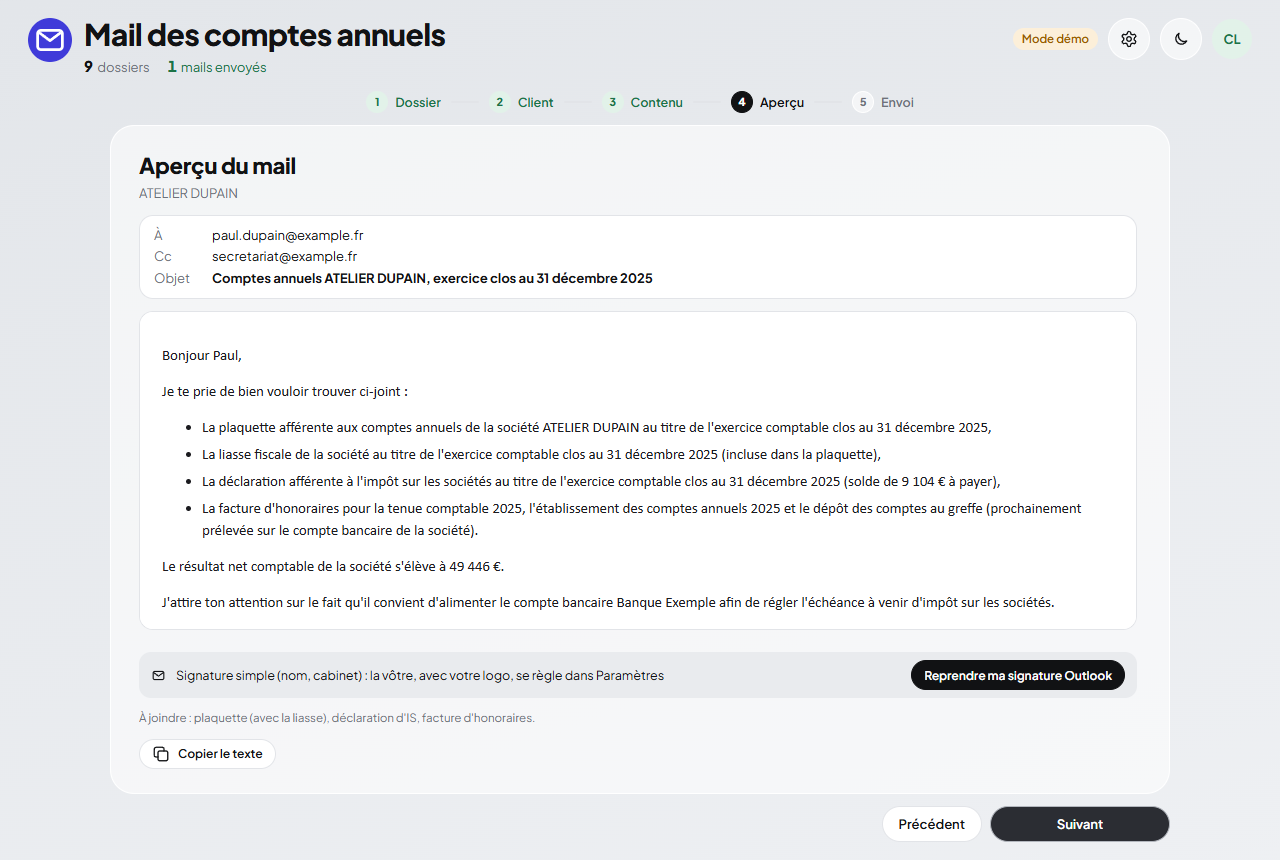 Mail des comptes annuels
9 dossiers 1 mails envoyés
Mode démo
CL
1 Dossier 2 Client 3 Contenu 4 Aperçu 5 Envoi
Aperçu du mail
ATELIER DUPAIN
À paul.dupain@example.fr
Cc secretariat@example.fr
Objet Comptes annuels ATELIER DUPAIN, exercice clos au 31 décembre 2025
Bonjour Paul,
Je te prie de bien vouloir trouver ci-joint :
• La plaquette afférente aux comptes annuels de la société ATELIER DUPAIN au titre de l'exercice comptable clos au 31 décembre 2025,
• La liasse fiscale de la société au titre de l'exercice comptable clos au 31 décembre 2025 (incluse dans la plaquette),
• La déclaration afférente à l'impôt sur les sociétés au titre de l'exercice comptable clos au 31 décembre 2025 (solde de 9 104 € à payer),
• La facture d'honoraires pour la tenue comptable 2025, l'établissement des comptes annuels 2025 et le dépôt des comptes au greffe (prochainement
prélevée sur le compte bancaire de la société).
Le résultat net comptable de la société s'élève à 49 446 €.
J'attire ton attention sur le fait qu'il convient d'alimenter le compte bancaire Banque Exemple afin de régler l'échéance à venir d'impôt sur les sociétés.
Signature simple (nom, cabinet) : la vôtre, avec votre logo, se règle dans Paramètres
Reprendre ma signature Outlook
À joindre : plaquette (avec la liasse), déclaration d'IS, facture d'honoraires.
Copier le texte
Précédent
Suivant